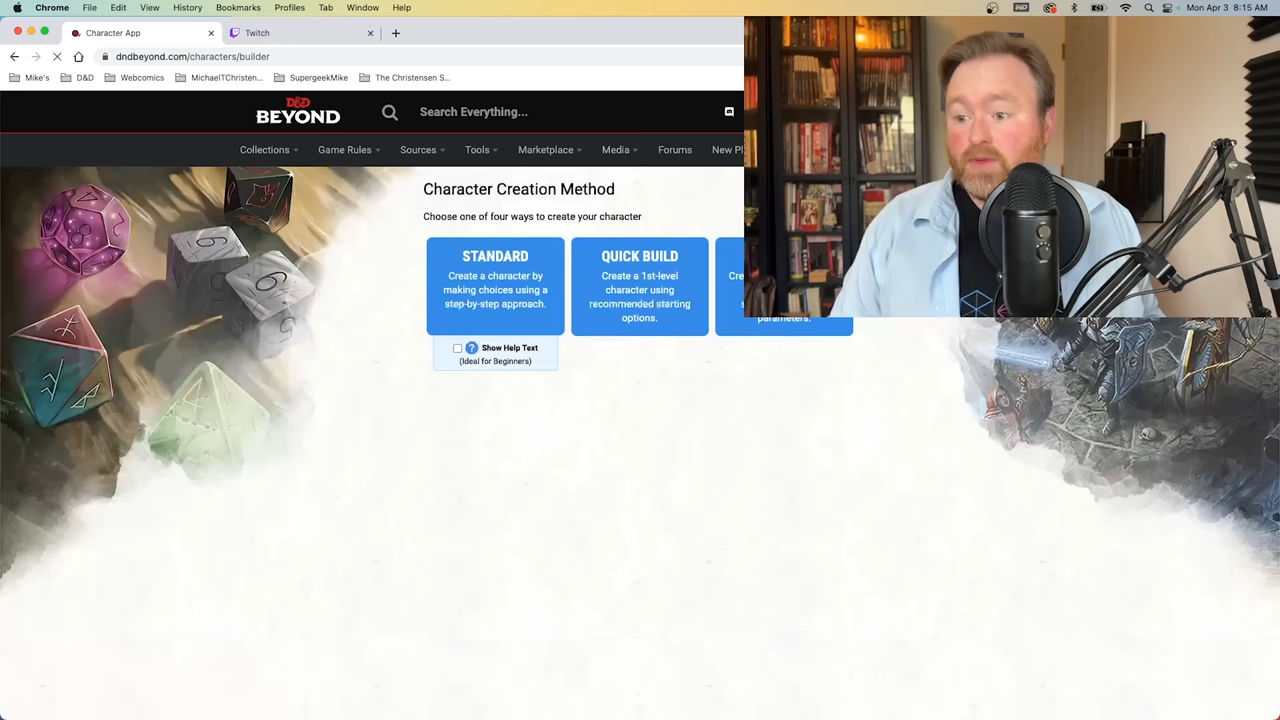 Chrome File Edit View History Bookmarks Profiles Tab Window Help
Mon Apr 3 8:15 AM
Character App
Twitch
dndbeyond.com/characters/builder
Mike's D&D Webcomics MichaelTChristen... SupergeekMike The Christensen S...
D&D
BEYOND
Search Everything...
Collections Game Rules Sources Tools Marketplace Media Forums New Pl
Character Creation Method
Choose one of four ways to create your character
STANDARD
Create a character by
making choices using a
step-by-step approach.
QUICK BUILD
Create a 1st-level
character using
recommended starting
options.
Cre
s
parameters.
Show Help Text
(Ideal for Beginners)